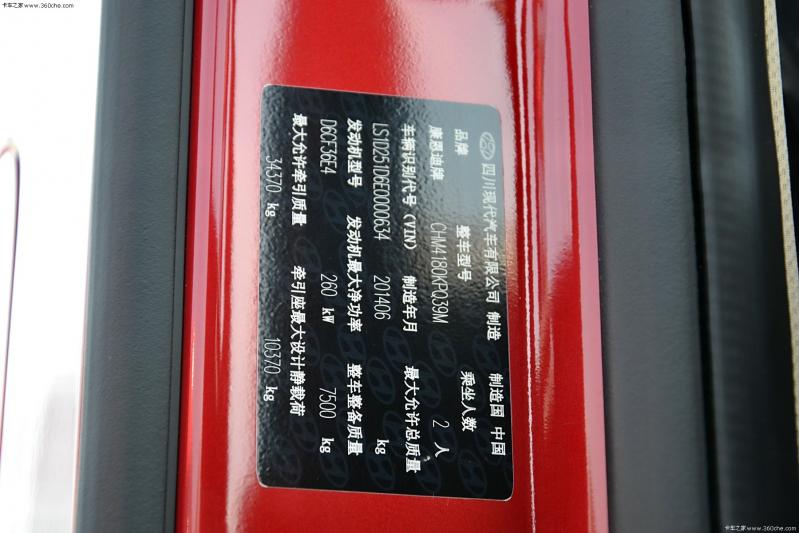 四川现代汽车有限公司 制造 制造国 中国
品牌 整车型号 乘坐人数
康恩迪牌 CHM4180KPQ39M 2 人
车辆识别代号 (VIN) 制造年月 最大允许总质量
LS1D251D6E0000634 201406 kg
发动机型号 发动机最大净功率 整车整备质量
D6CF36E4 260 kW 7500 kg
最大允许牵引质量 牵引座最大设计静载荷
34370 kg 10370 kg
卡车之家 www.360che.com
卡车之家 www.360che.com